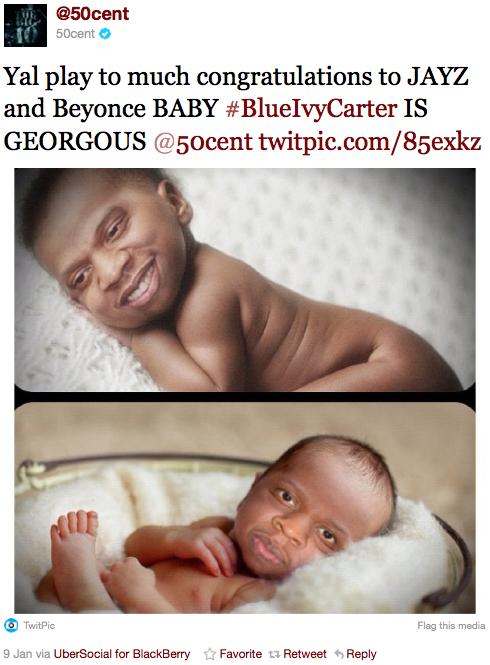 @50cent
50cent
Yal play to much congratulations to JAYZ
and Beyonce BABY #BlueIvyCarter IS
GEORGOUS @50cent twitpic.com/85exkz
TwitPic
Flag this media
9 Jan via UberSocial for BlackBerry Favorite Retweet Reply